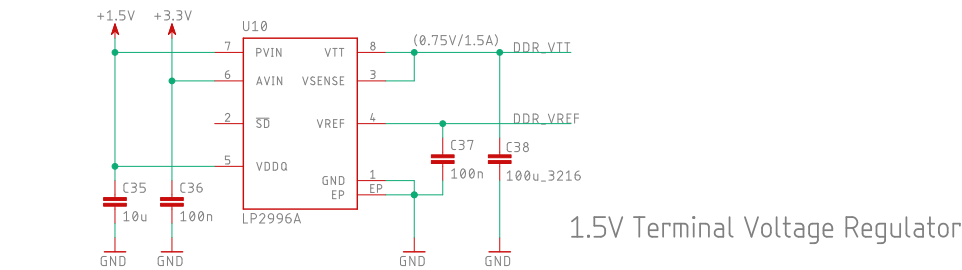 +1.5V +3.3V
U10
(0.75V/1.5A)
7 PVIN VTT 8 DDR_VTT
6 AVIN VSENSE 3
2 SD VREF 4 DDR_VREF
C37
100n
C38
100u_3216
5 VDDQ
GND 1
EP EP
C35
10u
C36
100n
LP2996A
1.5V Terminal Voltage Regulator
GND GND GND GND